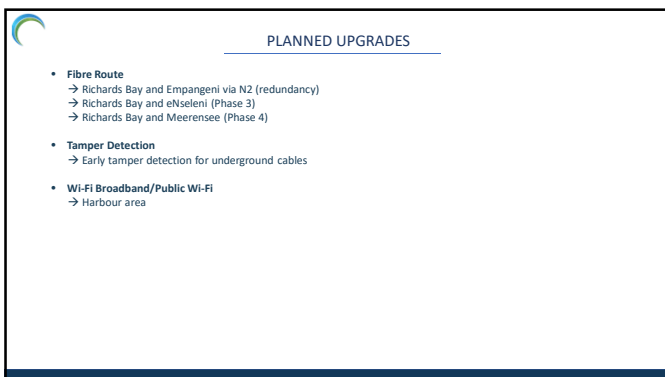 PLANNED UPGRADES
• Fibre Route
→ Richards Bay and Empangeni via N2 (redundancy)
→ Richards Bay and eNseleni (Phase 3)
→ Richards Bay and Meerensee (Phase 4)
• Tamper Detection
→ Early tamper detection for underground cables
• Wi-Fi Broadband/Public Wi-Fi
→ Harbour area